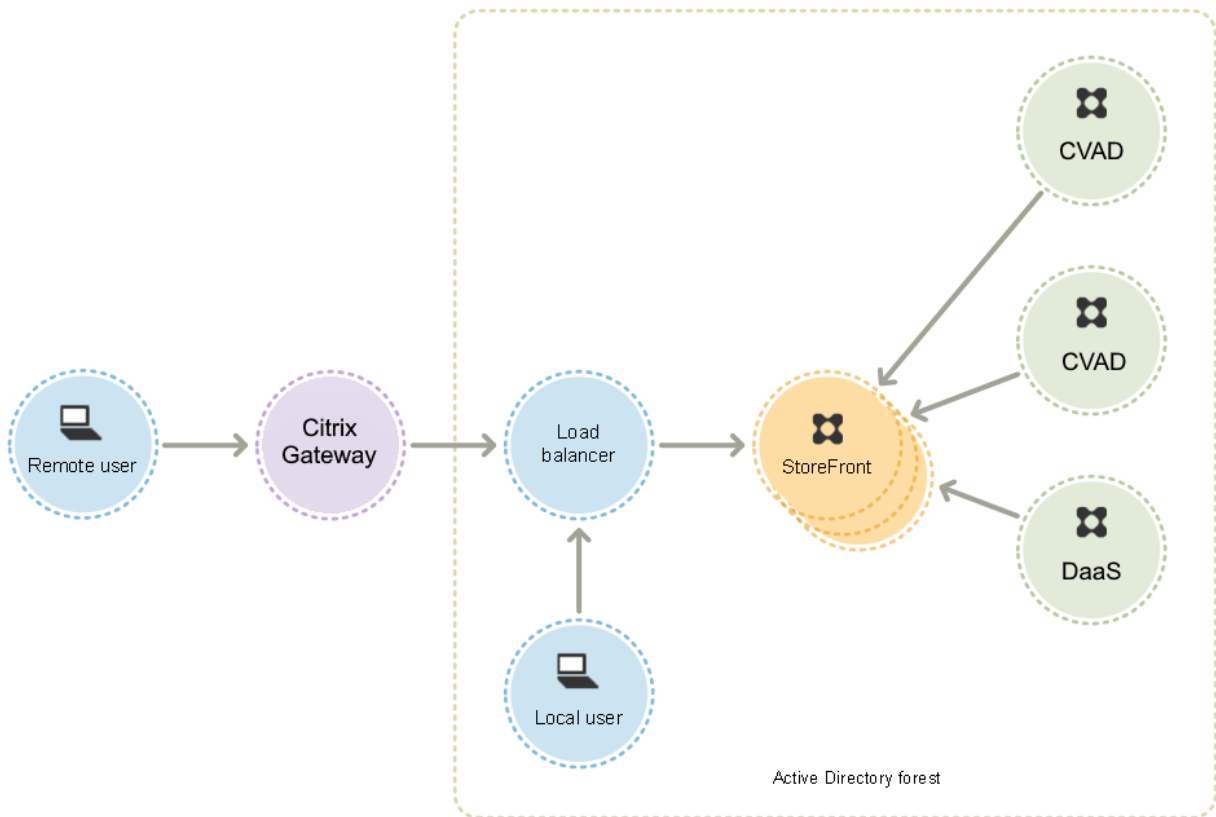 CVAD
CVAD
Remote user
Citrix
Gateway
Load
balancer
StoreFront
DaaS
Local user
Active Directory forest